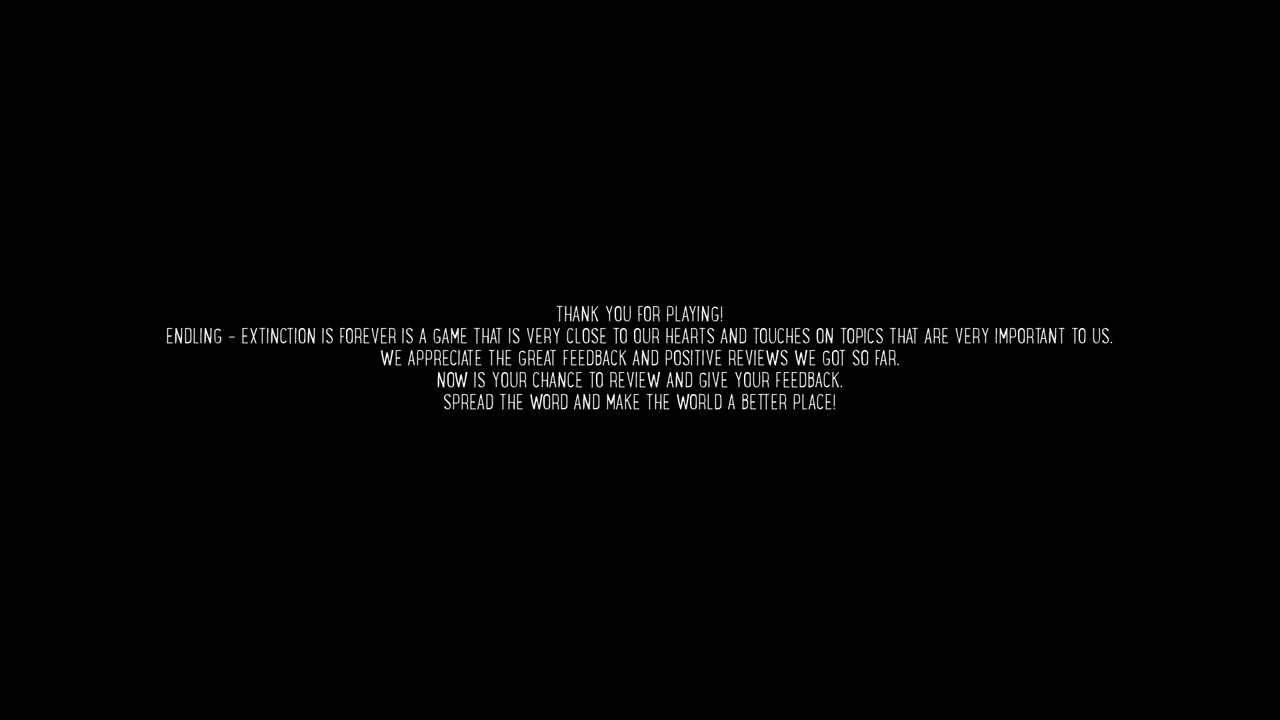 THANK YOU FOR PLAYING!
ENDLING - EXTINCTION IS FOREVER IS A GAME THAT IS VERY CLOSE TO OUR HEARTS AND TOUCHES ON TOPICS THAT ARE VERY IMPORTANT TO US.
WE APPRECIATE THE GREAT FEEDBACK AND POSITIVE REVIEWS WE GOT SO FAR.
NOW IS YOUR CHANCE TO REVIEW AND GIVE YOUR FEEDBACK.
SPREAD THE WORD AND MAKE THE WORLD A BETTER PLACE!